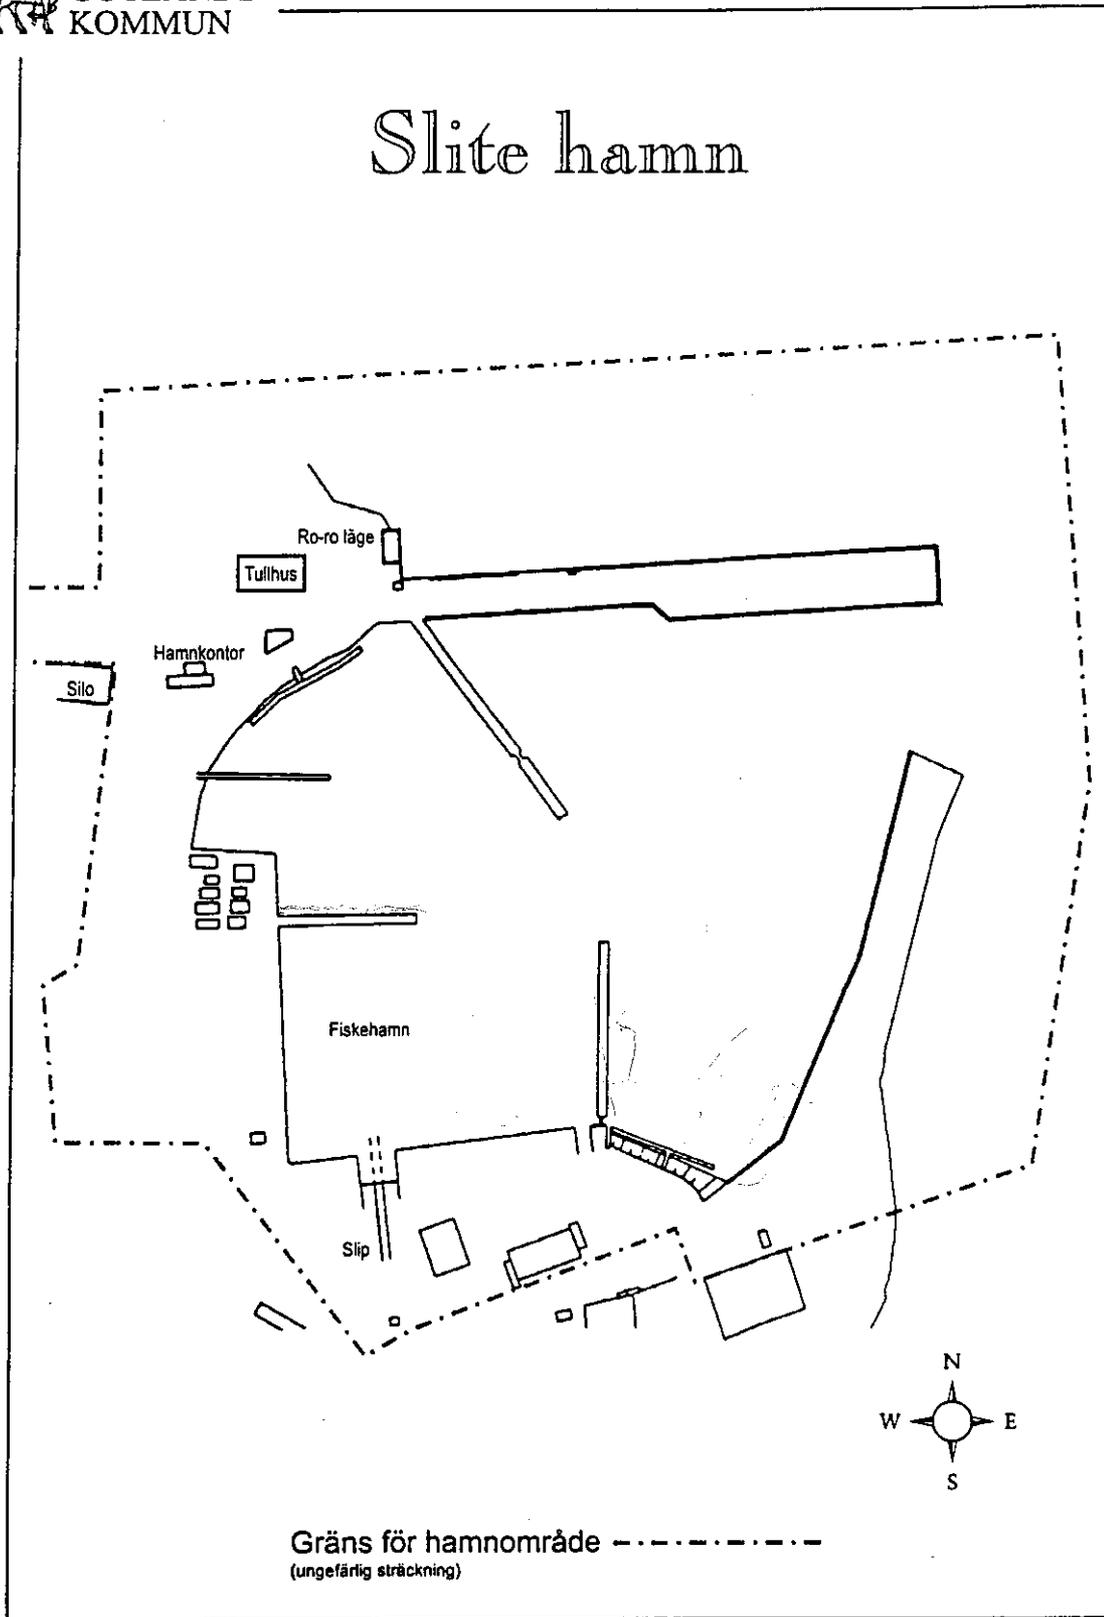 KOMMUN
Slite hamn
Ro-ro läge
Tullhus
Hamnkontor
Silo
Fiskehamn
Slip
N
W E
S
Gräns för hamnområde
(ungefärlig sträckning)